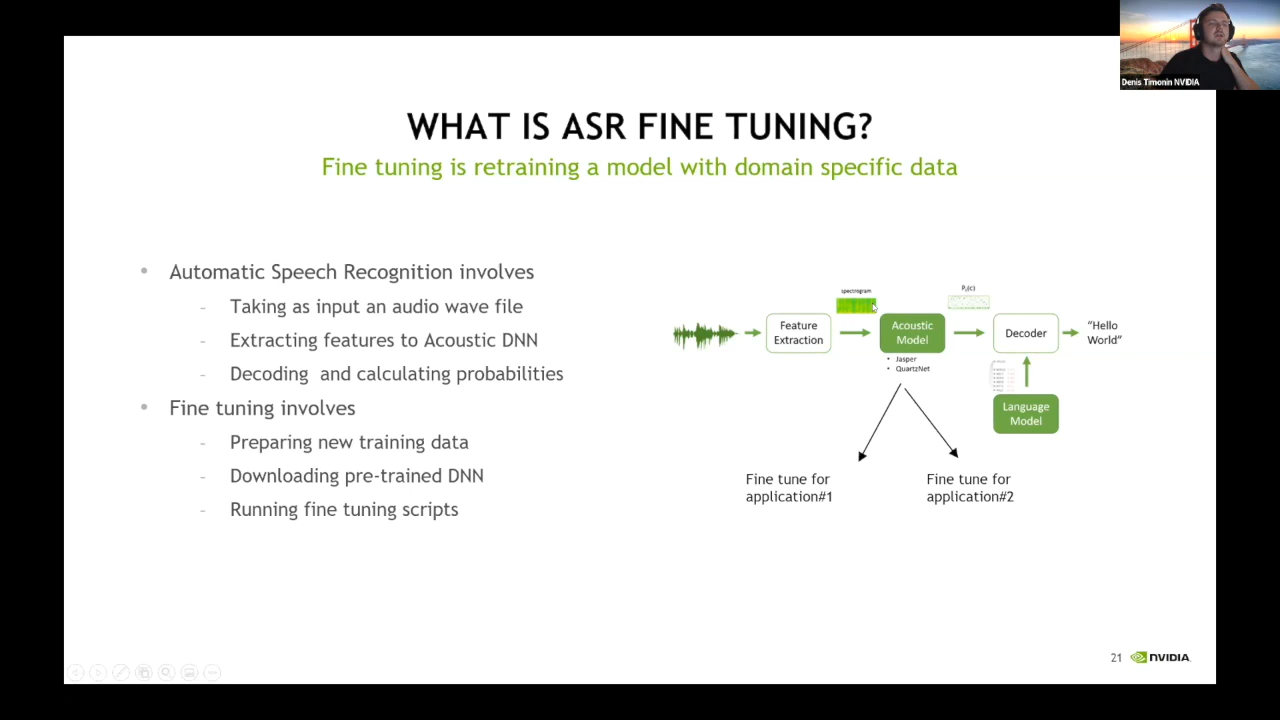 Denis Timonin NVIDIA
WHAT IS ASR FINE TUNING?
Fine tuning is retraining a model with domain specific data
• Automatic Speech Recognition involves
- Taking as input an audio wave file
- Extracting features to Acoustic DNN
- Decoding and calculating probabilities
• Fine tuning involves
- Preparing new training data
- Downloading pre-trained DNN
- Running fine tuning scripts
spectrogram
Feature
Extraction
Acoustic
Model
• Jasper
• QuartzNet
Decoder
"Hello
World"
Language
Model
Fine tune for
application#1
Fine tune for
application#2
21 NVIDIA